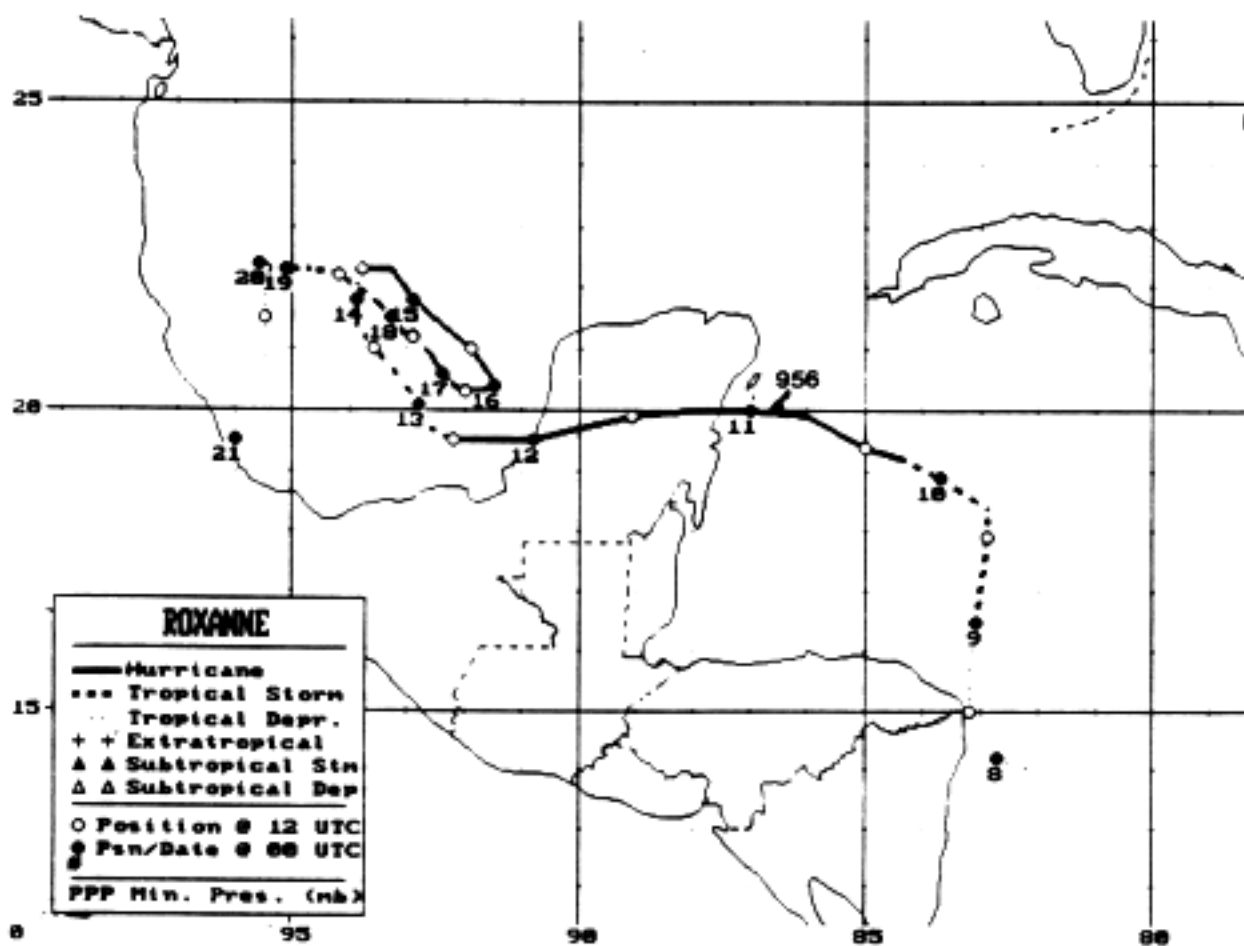 25
20
19
14
15
18
17
16
13
956
11
12
21
10
9
20
ROXANNE
Hurricane
Tropical Storm
Tropical Depr.
+ + Extratropical
▲ ▲ Subtropical Stm
△ △ Subtropical Dep
15
○ Position @ 12 UTC
● Psn/Date @ 00 UTC
PPP Min. Pres. (mb)
8
0
95
90
85
80